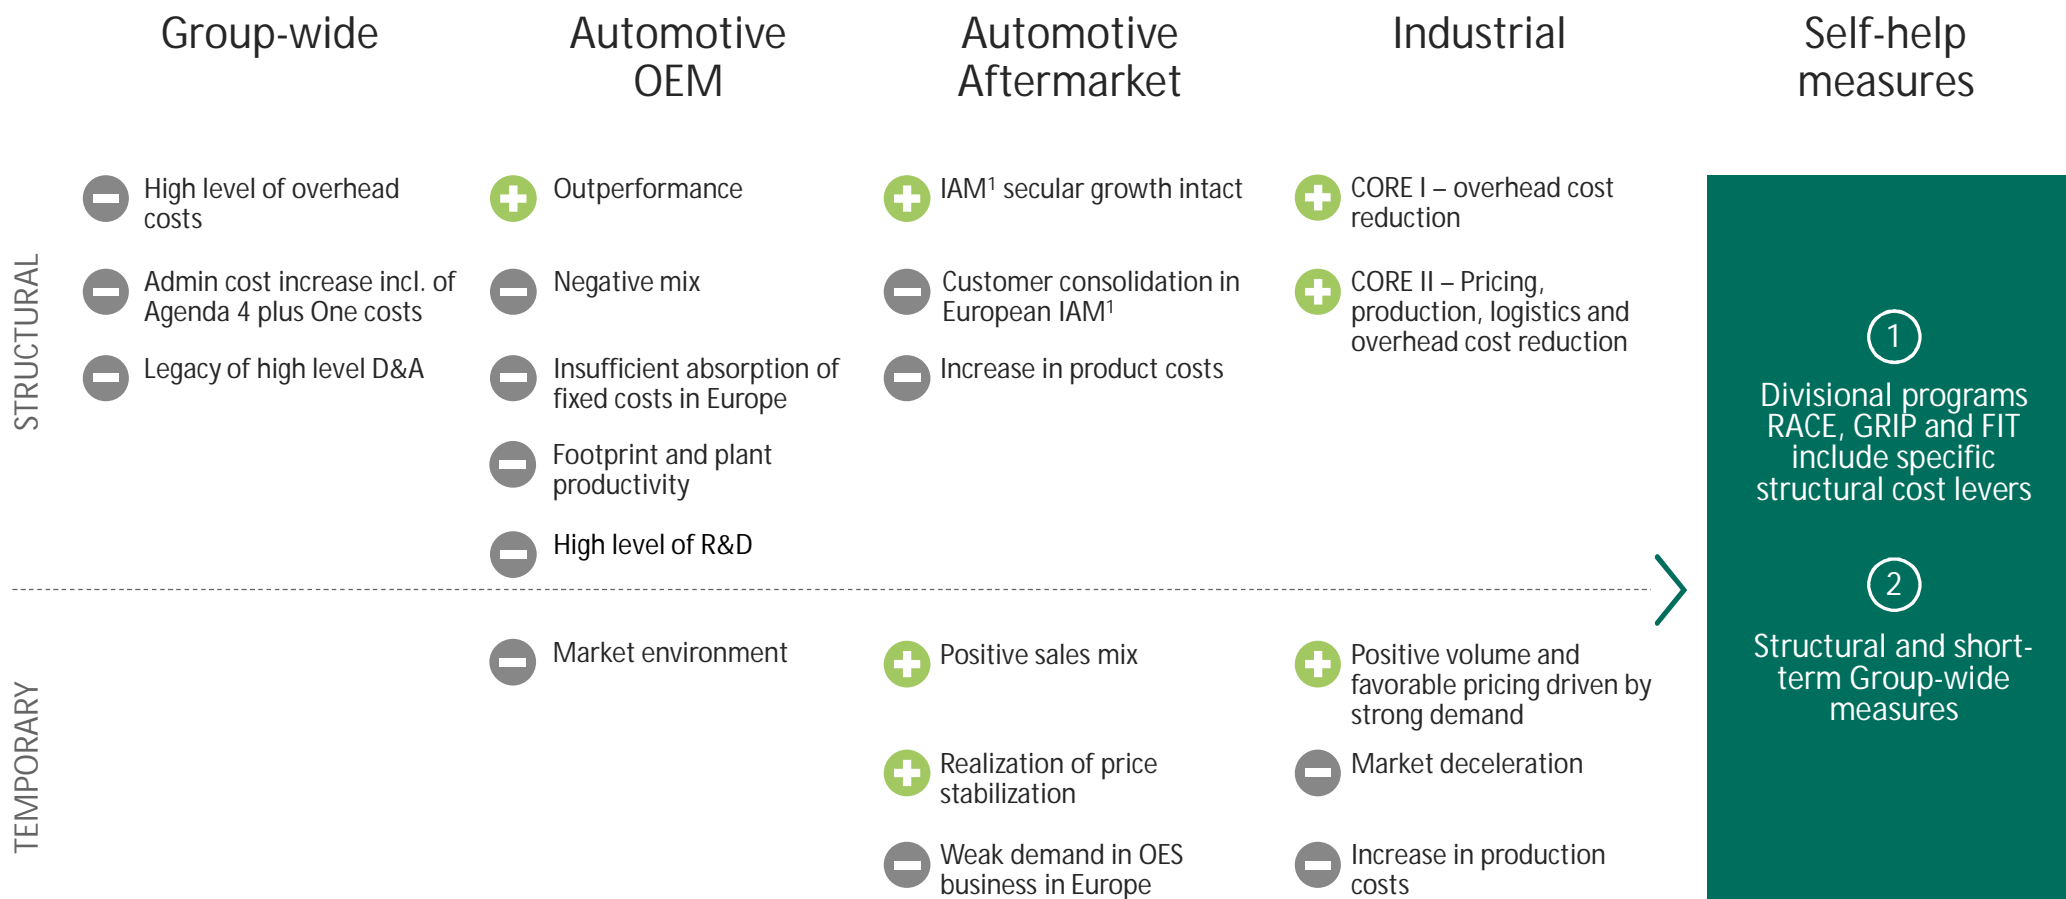 Group-wide
Automotive
OEM
Automotive
Aftermarket
Industrial
Self-help
measures
STRUCTURAL
High level of overhead
costs
Admin cost increase incl. of
Agenda 4 plus One costs
Legacy of high level D&A
Outperformance
Negative mix
Insufficient absorption of
fixed costs in Europe
Footprint and plant
productivity
High level of R&D
IAM¹ secular growth intact
Customer consolidation in
European IAM¹
Increase in product costs
CORE I – overhead cost
reduction
CORE II – Pricing,
production, logistics and
overhead cost reduction
TEMPORARY
Market environment
Positive sales mix
Realization of price
stabilization
Weak demand in OES
business in Europe
Positive volume and
favorable pricing driven by
strong demand
Market deceleration
Increase in production
costs
1
Divisional programs
RACE, GRIP and FIT
include specific
structural cost levers
2
Structural and short-
term Group-wide
measures